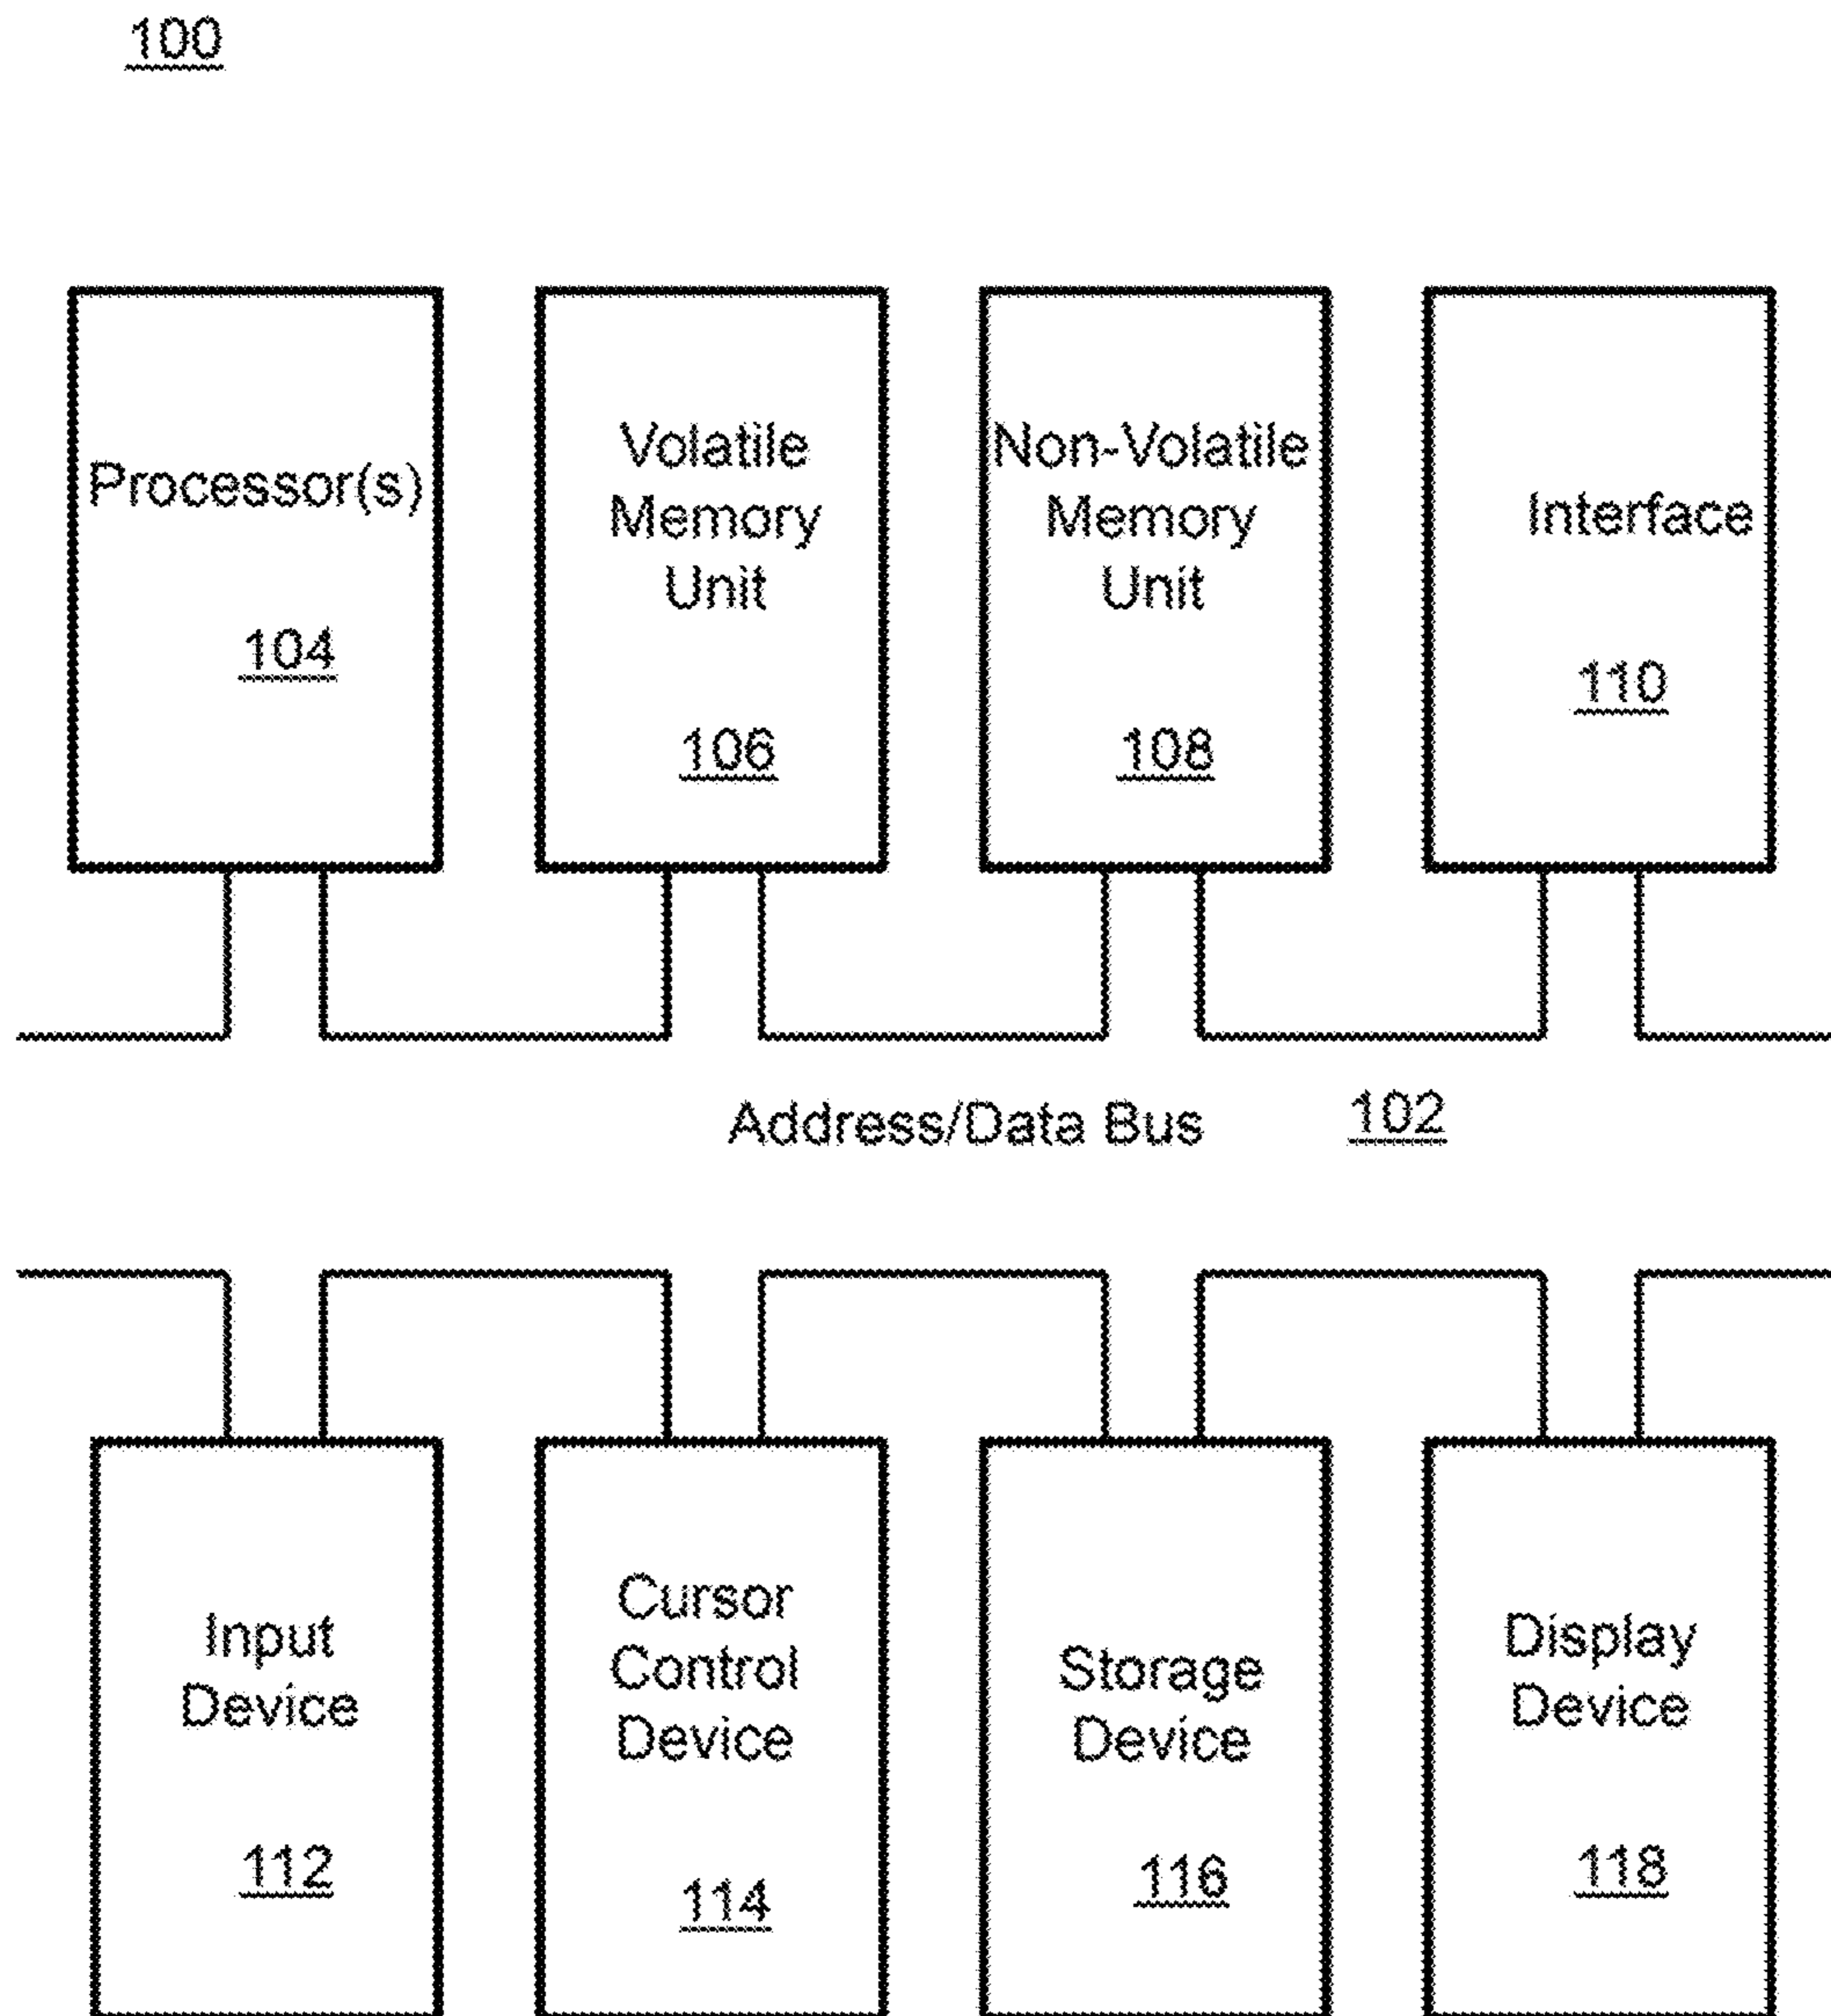 100
Processor(s)
104
Volatile
Memory
Unit
106
Non-Volatile
Memory
Unit
108
Interface
110
Address/Data Bus 102
Input
Device
112
Cursor
Control
Device
114
Storage
Device
116
Display
Device
118